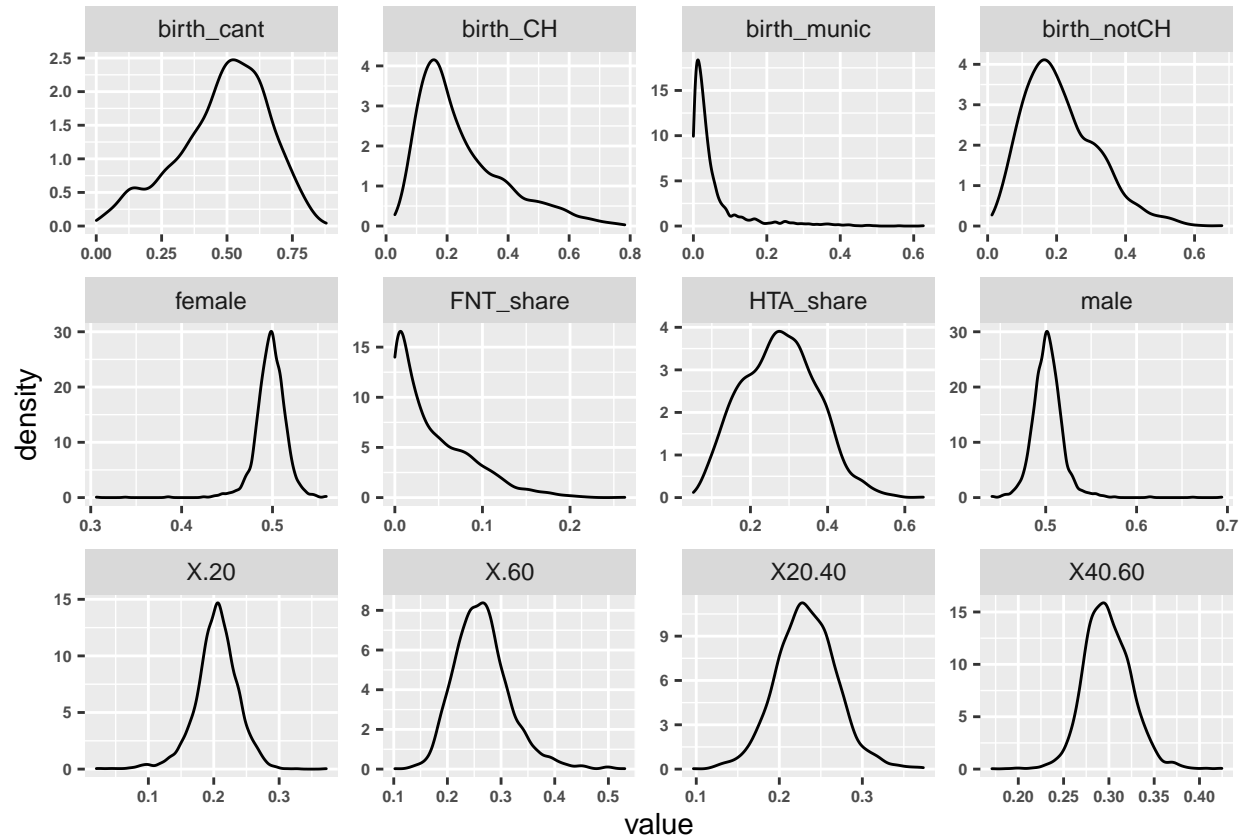 birth_cant birth_CH birth_munic birth_notCH
2.5 4 15 4
2.0 3 10 3
1.5 2 5 2
1.0 1 0 1
0.5 0 0
0.0
0.00 0.25 0.50 0.75 0.0 0.2 0.4 0.6 0.8 0.0 0.2 0.4 0.6 0.0 0.2 0.4 0.6
female FNT_share HTA_share male
30 15 4 30
20 10 3 20
10 5 2 10
0 0 1 0
0
0.3 0.4 0.5 0.0 0.1 0.2 0.2 0.4 0.6 0.5 0.6 0.7
density
X.20 X.60 X20.40 X40.60
15 8 9 15
10 6 6 10
5 4 3 5
0 2 0 0
0
0.1 0.2 0.3 0.1 0.2 0.3 0.4 0.5 0.1 0.2 0.3 0.20 0.25 0.30 0.35 0.40
value